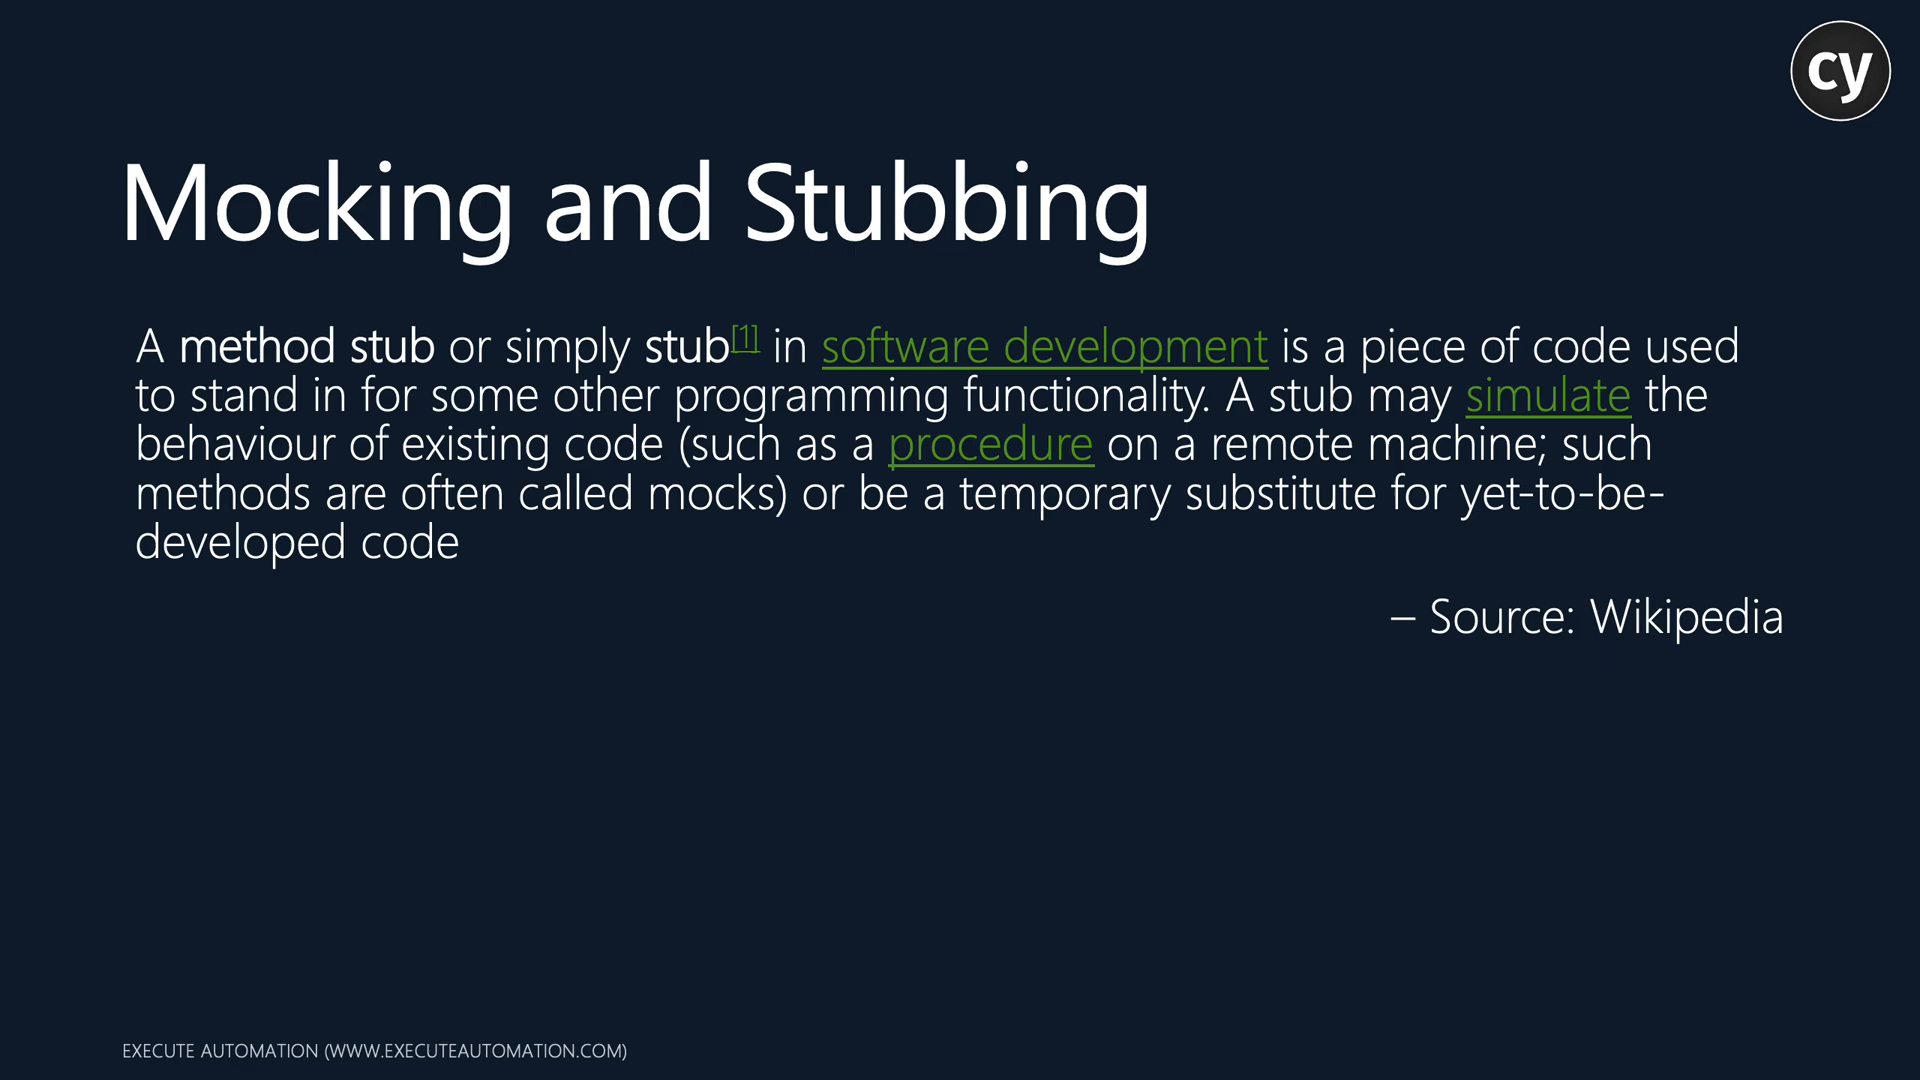 cy
Mocking and Stubbing
A method stub or simply stub[1] in software development is a piece of code used
to stand in for some other programming functionality. A stub may simulate the
behaviour of existing code (such as a procedure on a remote machine; such
methods are often called mocks) or be a temporary substitute for yet-to-be-
developed code
– Source: Wikipedia
EXECUTE AUTOMATION (WWW.EXECUTEAUTOMATION.COM)